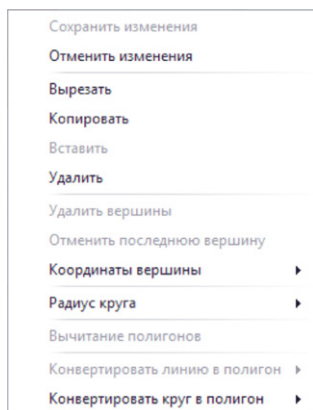 Сохранить изменения
Отменить изменения
Вырезать
Копировать
Вставить
Удалить
Удалить вершины
Отменить последнюю вершину
Координаты вершины
Радиус круга
Вычитание полигонов
Конвертировать линию в полигон
Конвертировать круг в полигон